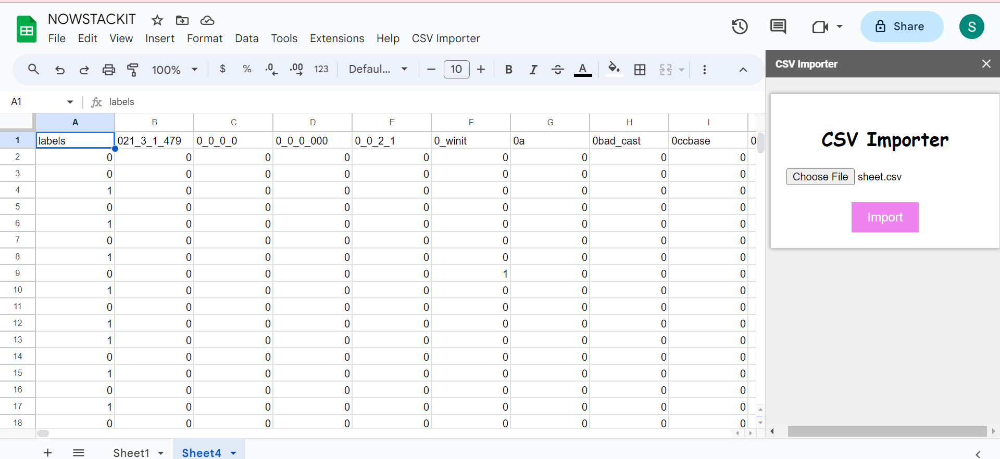 NOWSTACKIT
File Edit View Insert Format Data Tools Extensions Help CSV Importer
Share
S
100% $ % .0 .00 123 Defaul... 10 B I S A
CSV Importer
A1 fx labels
A B C D E F G H I
1 labels 021_3_1_479 0_0_0_0 0_0_0_000 0_0_2_1 0_winit 0a 0bad_cast 0ccbase 0
2 0 0 0 0 0 0 0 0 0
3 0 0 0 0 0 0 0 0 0
4 1 0 0 0 0 0 0 0 0
5 0 0 0 0 0 0 0 0 0
6 1 0 0 0 0 0 0 0 0
7 0 0 0 0 0 0 0 0 0
8 1 0 0 0 0 0 0 0 0
9 0 0 0 0 0 1 0 0 0
10 1 0 0 0 0 0 0 0 0
11 0 0 0 0 0 0 0 0 0
12 1 0 0 0 0 0 0 0 0
13 1 0 0 0 0 0 0 0 0
14 0 0 0 0 0 0 0 0 0
15 1 0 0 0 0 0 0 0 0
16 0 0 0 0 0 0 0 0 0
17 1 0 0 0 0 0 0 0 0
18 0 0 0 0 0 0 0 0 0
CSV Importer
Choose File sheet.csv
Import
Sheet1 Sheet4